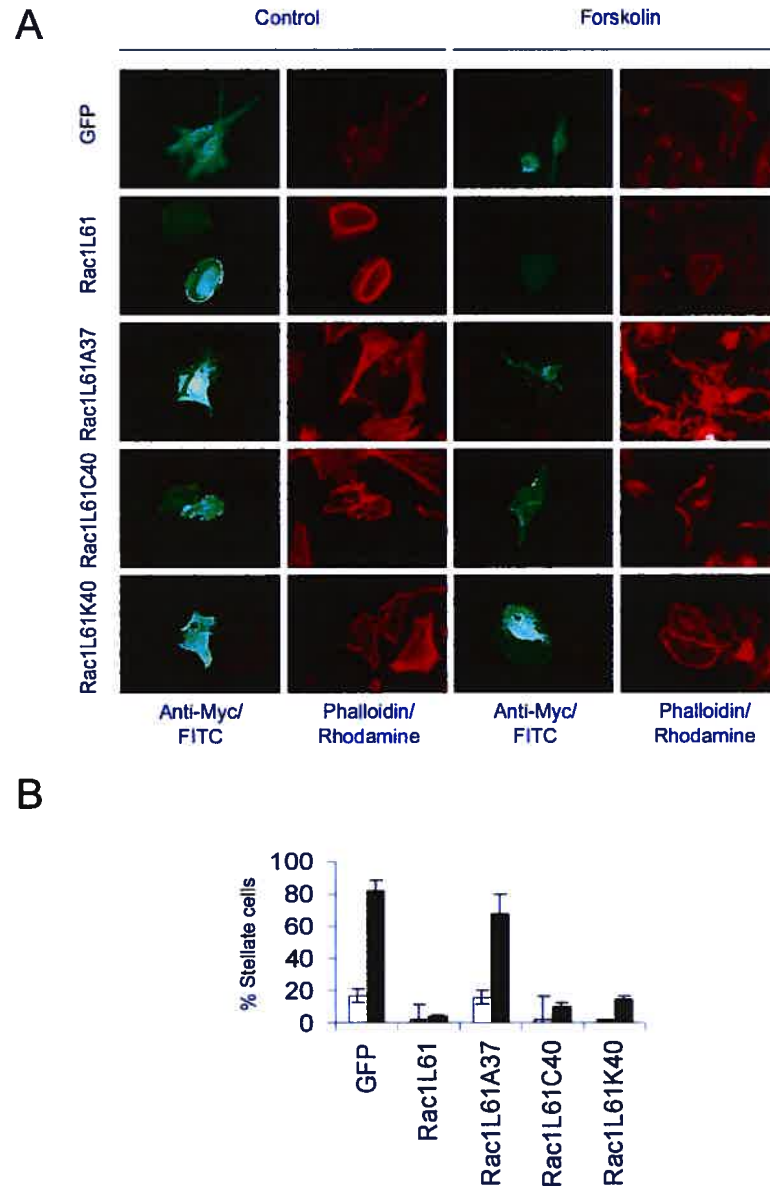 A
Control Forskolin
GFP
Rac1L61
Rac1L61A37
Rac1L61C40
Rac1L61K40
Anti-Myc/ Phalloidin/ Anti-Myc/ Phalloidin/
FITC Rhodamine FITC Rhodamine
B
% Stellate cells
100
80
60
40
20
0
GFP
Rac1L61
Rac1L61A37
Rac1L61C40
Rac1L61K40